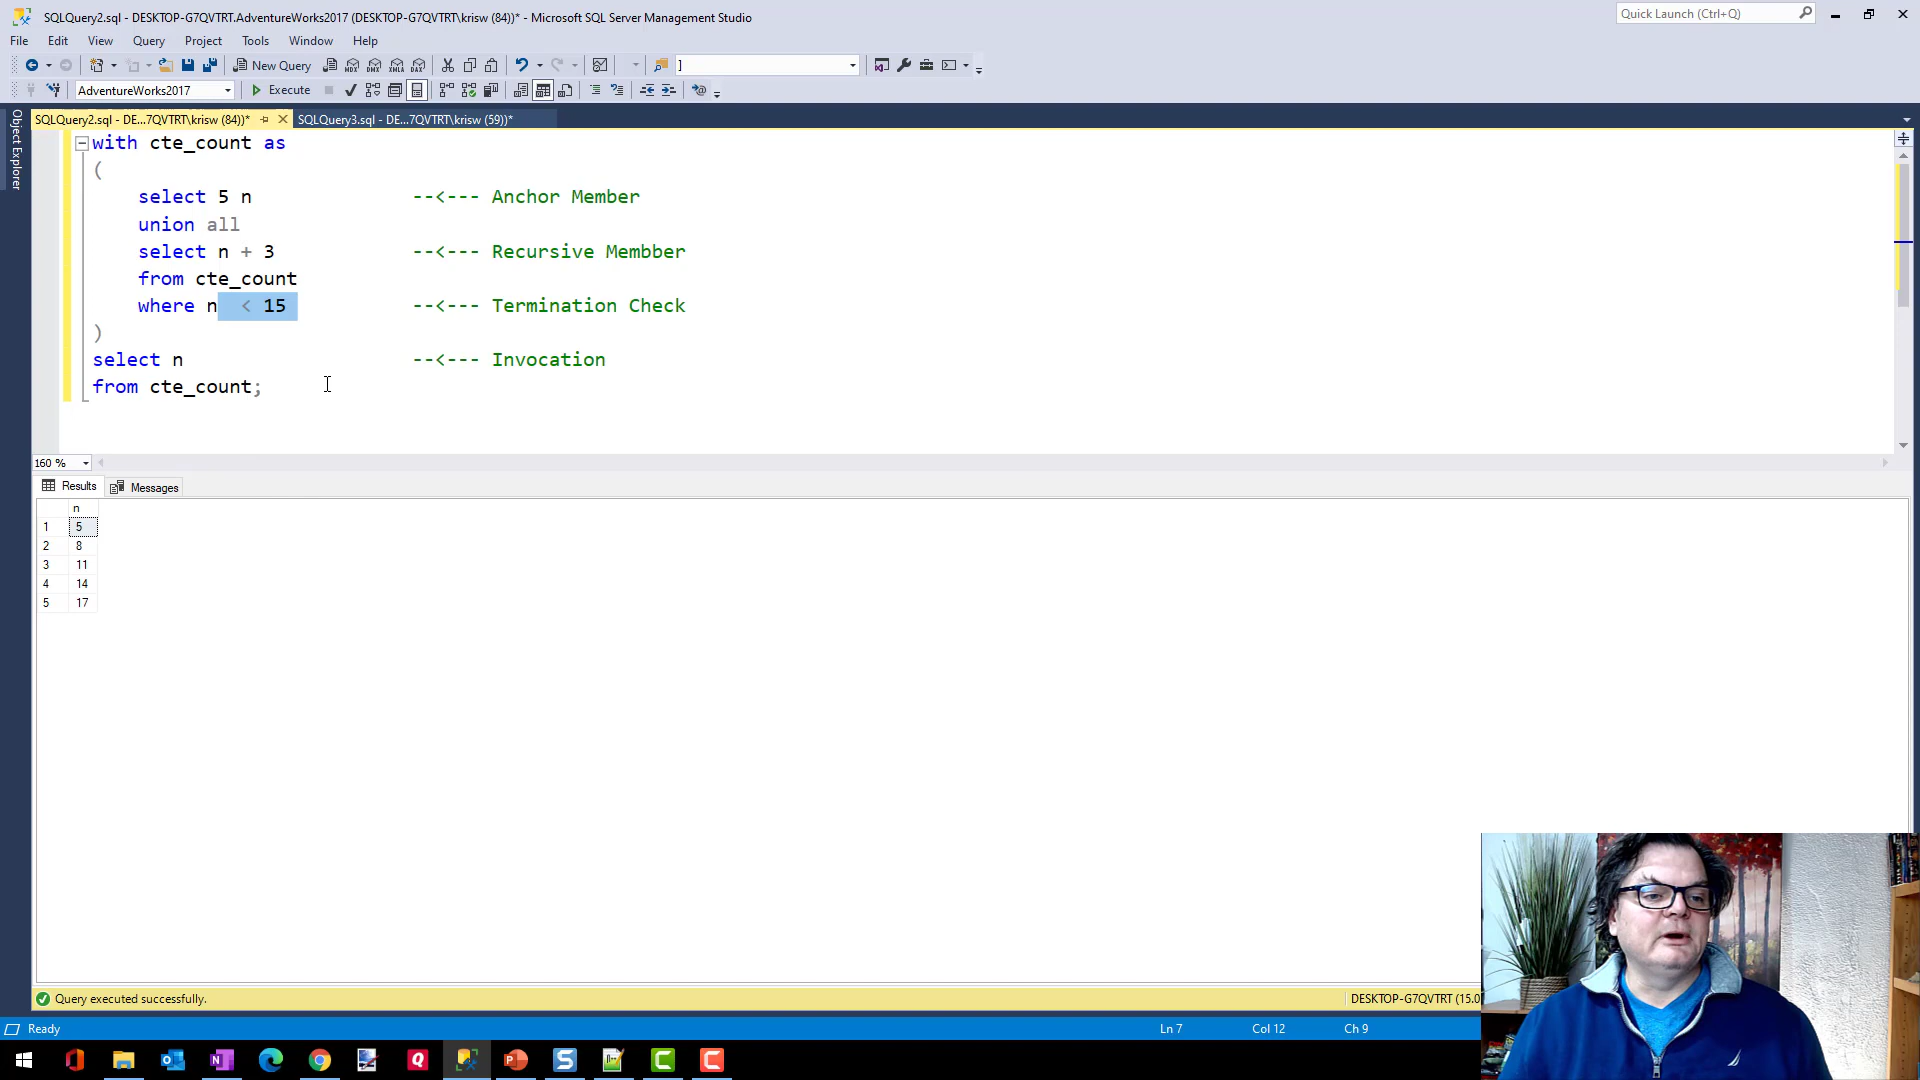 SQLQuery2.sql - DESKTOP-G7QVTRT.AdventureWorks2017 (DESKTOP-G7QVTRT\krisw (84))* - Microsoft SQL Server Management Studio
Quick Launch (Ctrl+Q)
File Edit View Query Project Tools Window Help
New Query
]
AdventureWorks2017
Execute
SQLQuery2.sql - DE...7QVTRT\krisw (84))*
SQLQuery3.sql - DE...7QVTRT\krisw (59))*
Object Explorer
with cte_count as
(
select 5 n --<--- Anchor Member
union all
select n + 3 --<--- Recursive Membber
from cte_count
where n < 15 --<--- Termination Check
)
select n --<--- Invocation
from cte_count;
160 %
Results
Messages
n
1 5
2 8
3 11
4 14
5 17
Query executed successfully.
DESKTOP-G7QVTRT (15.0
Ready
Ln 7
Col 12
Ch 9